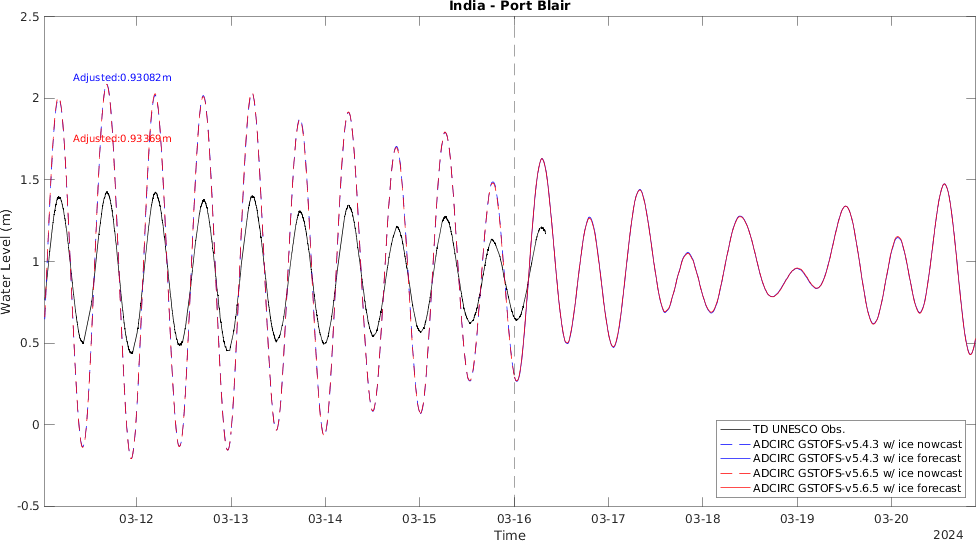 India - Port Blair
2.5
2
1.5
1
0.5
0
-0.5
Water Level (m)
Adjusted:0.93082m
Adjusted:0.93369m
TD UNESCO Obs.
ADCIRC GSTOFS-v5.4.3 w/ ice nowcast
ADCIRC GSTOFS-v5.4.3 w/ ice forecast
ADCIRC GSTOFS-v5.6.5 w/ ice nowcast
ADCIRC GSTOFS-v5.6.5 w/ ice forecast
03-12 03-13 03-14 03-15 03-16 03-17 03-18 03-19 03-20
Time
2024